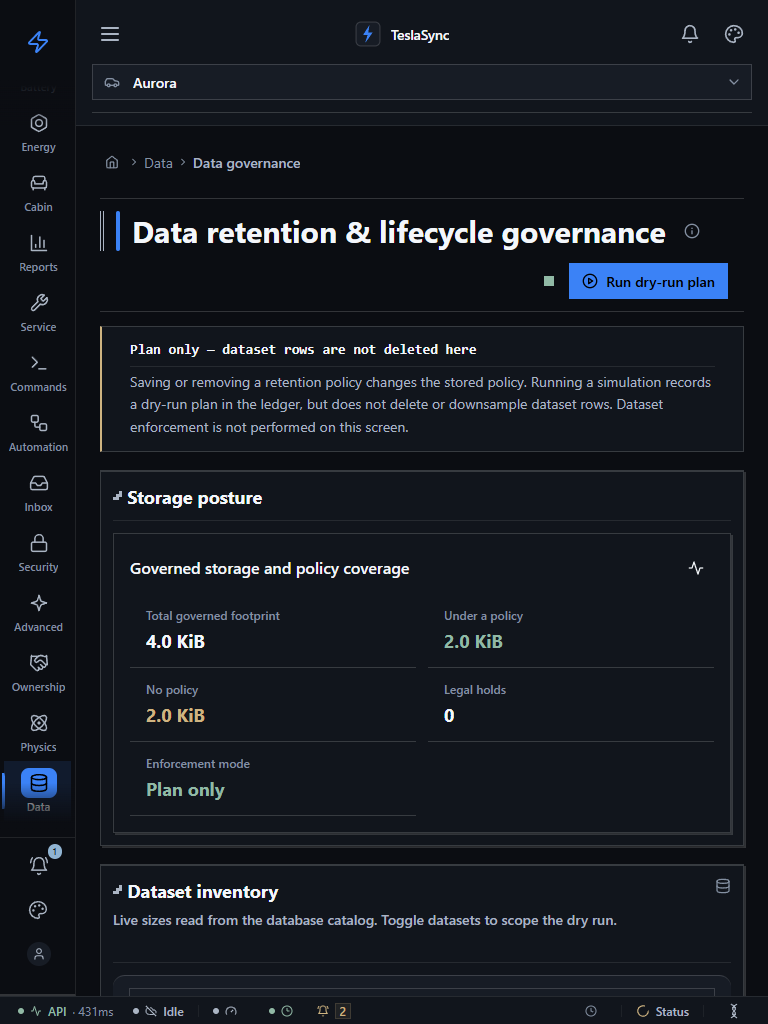 TeslaSync
Aurora
Energy
Cabin
Reports
Service
Commands
Automation
Inbox
Security
Advanced
Ownership
Physics
Data
1
Data
Data governance
Data retention & lifecycle governance
Run dry-run plan
Plan only — dataset rows are not deleted here
Saving or removing a retention policy changes the stored policy. Running a simulation records
a dry-run plan in the ledger, but does not delete or downsample dataset rows. Dataset
enforcement is not performed on this screen.
Storage posture
Governed storage and policy coverage
Total governed footprint
4.0 KiB
Under a policy
2.0 KiB
No policy
2.0 KiB
Legal holds
0
Enforcement mode
Plan only
Dataset inventory
Live sizes read from the database catalog. Toggle datasets to scope the dry run.
API · 431ms
Idle
2
Status